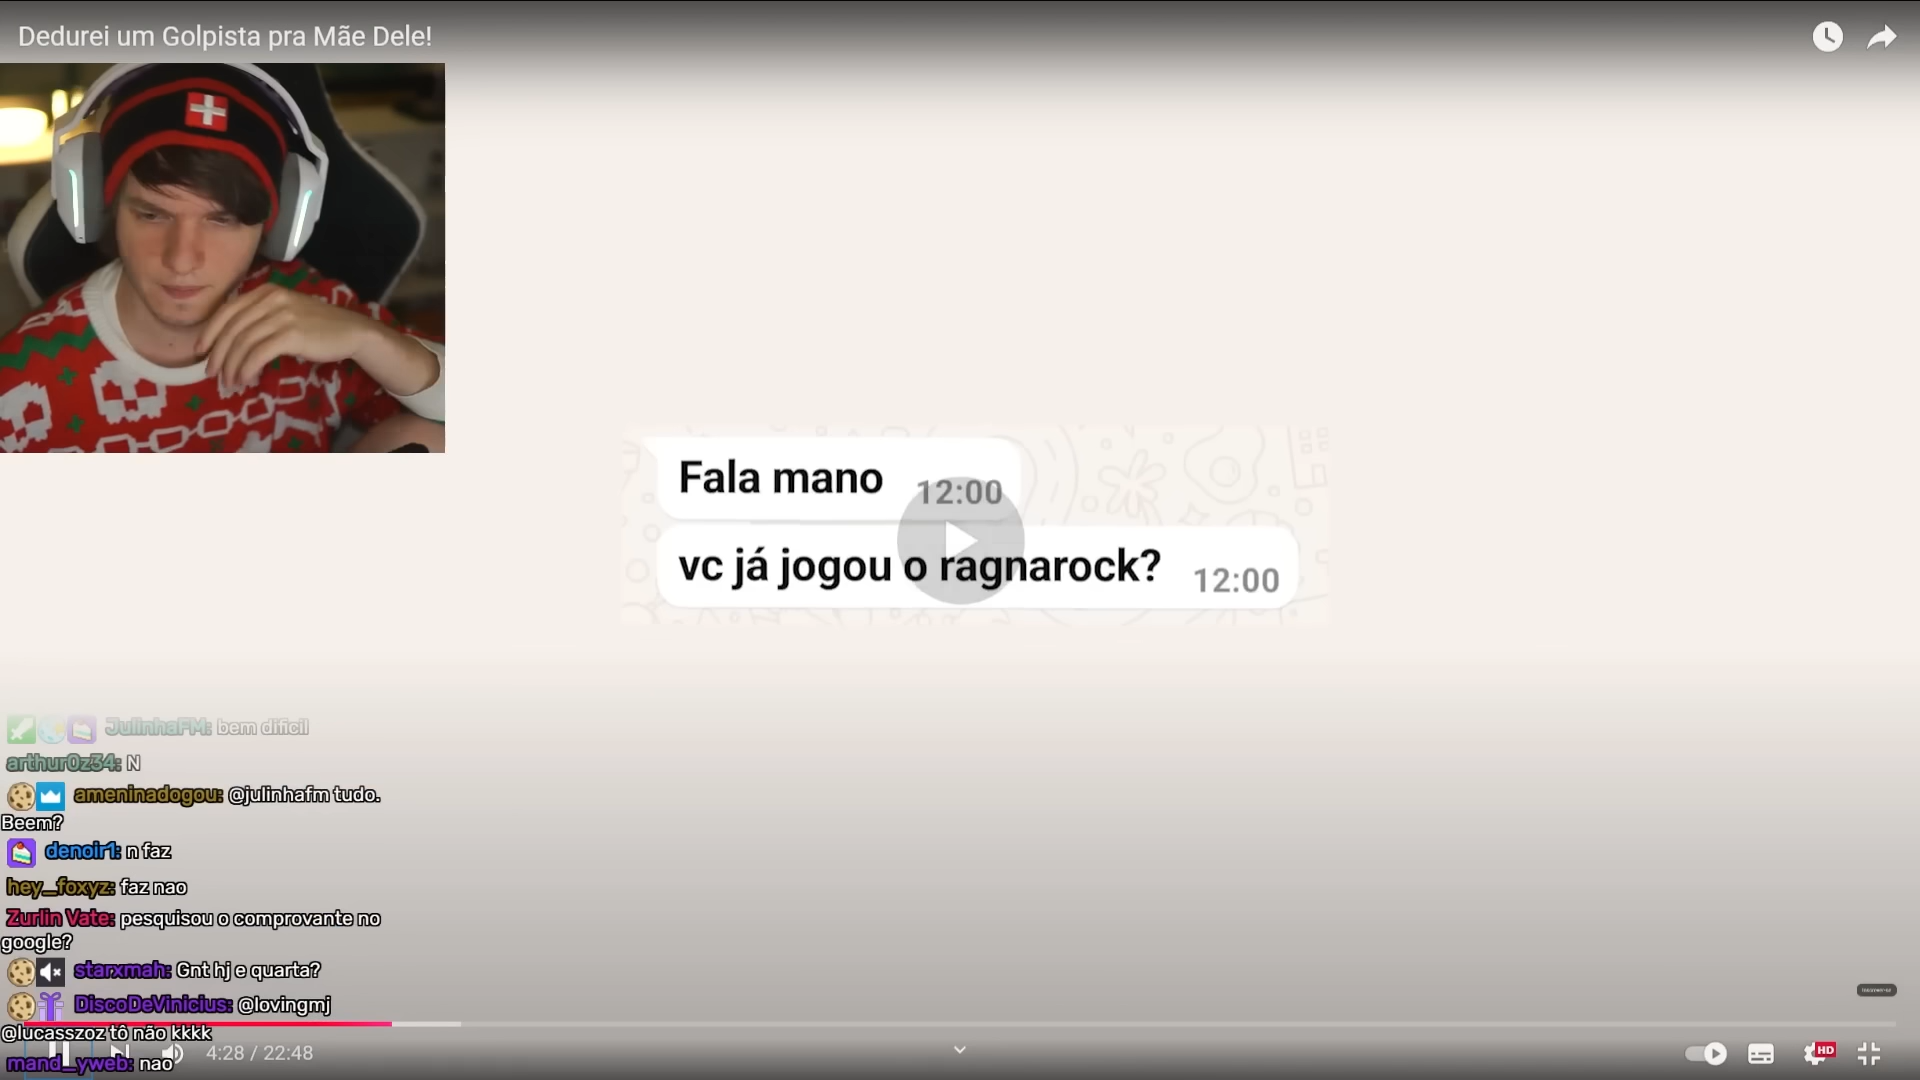 Dedurei um Golpista pra Mãe Dele!
Fala mano 12:00
vc já jogou o ragnarock? 12:00
JulinhaFM: bem dificil
arthur0z34: N
ameninadogou: @julinhafm tudo.
Beem?
denoir1: n faz
hey_foxyz: faz nao
Zurlin Vate: pesquisou o comprovante no
google?
starxmah: Gnt hj e quarta?
DiscoDeVinicius: @lovingmj
@lucasszoz tô não kkkk
mand_yweb: nao
4:28 / 22:48
HD